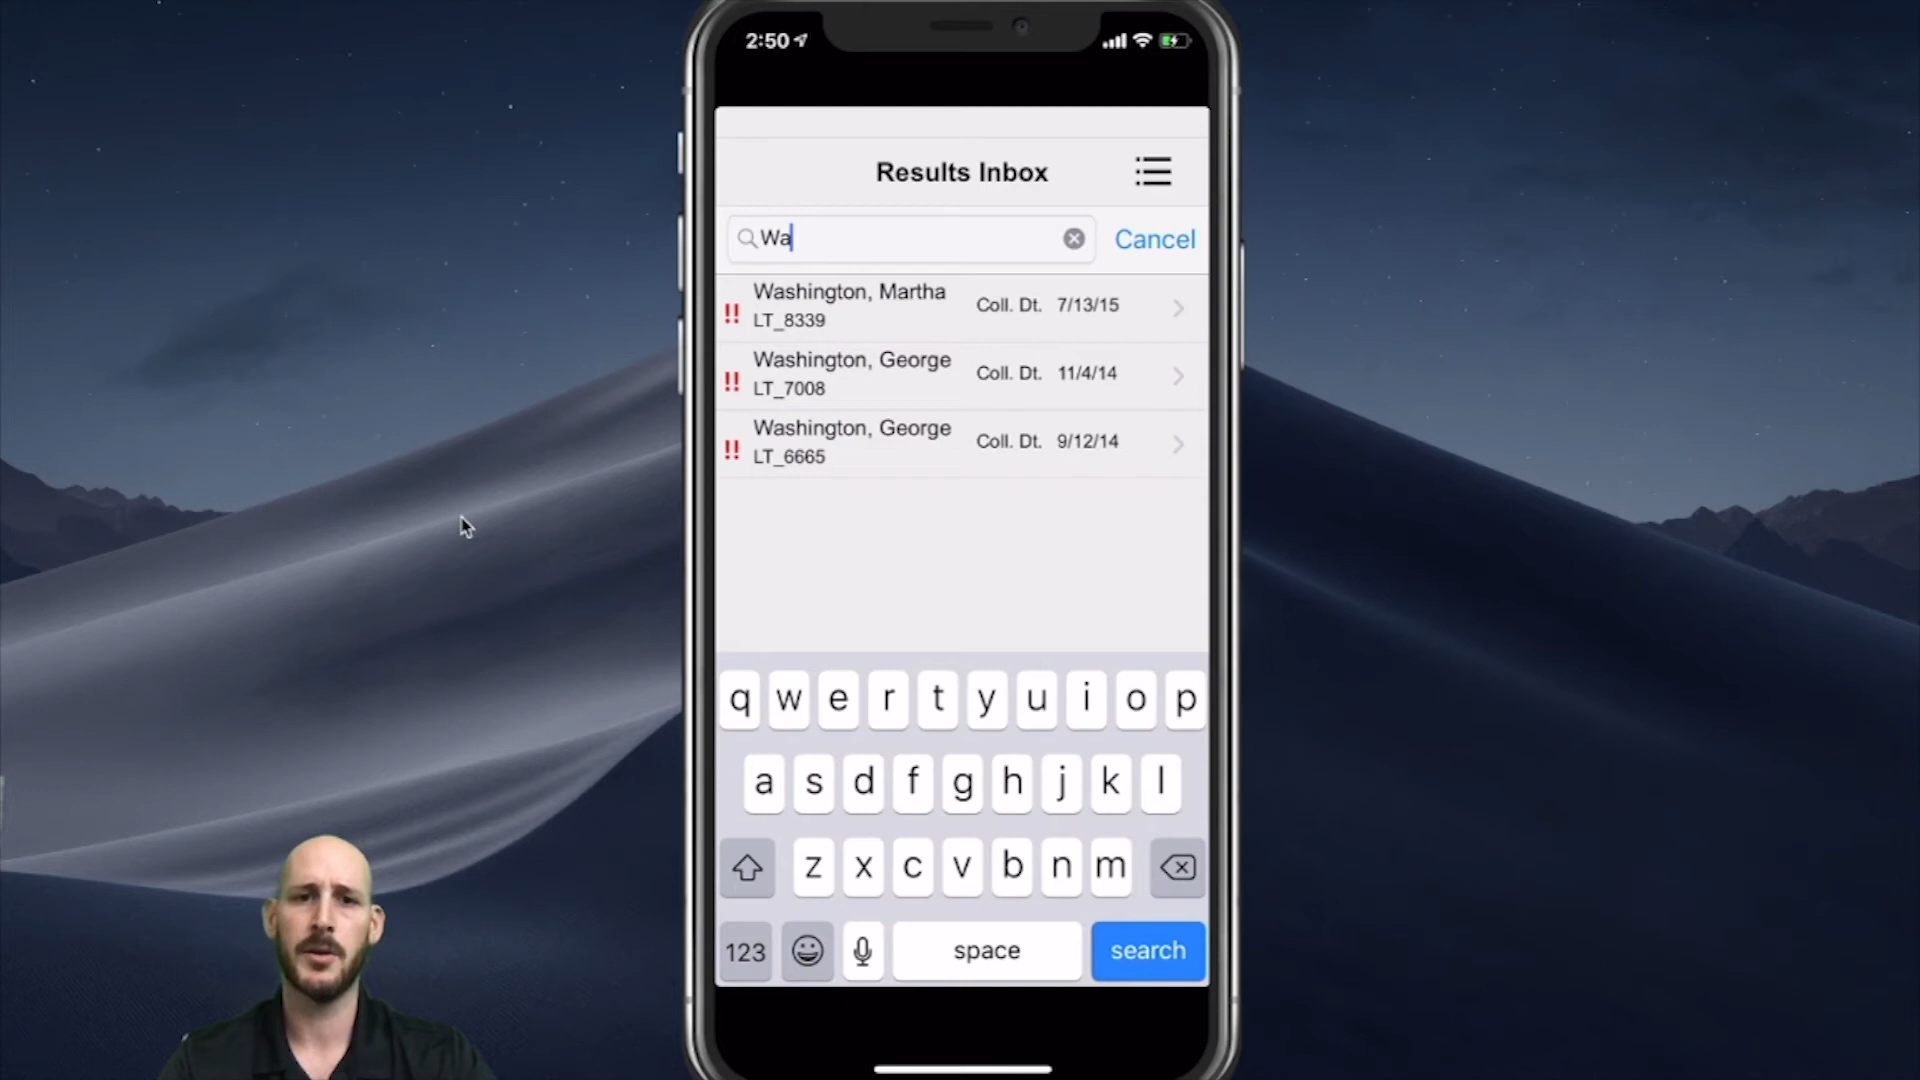 2:50
Results Inbox
Wa
Cancel
!! Washington, Martha
LT_8339
Coll. Dt. 7/13/15
!! Washington, George
LT_7008
Coll. Dt. 11/4/14
!! Washington, George
LT_6665
Coll. Dt. 9/12/14
q w e r t y u i o p
a s d f g h j k l
z x c v b n m
123 space search